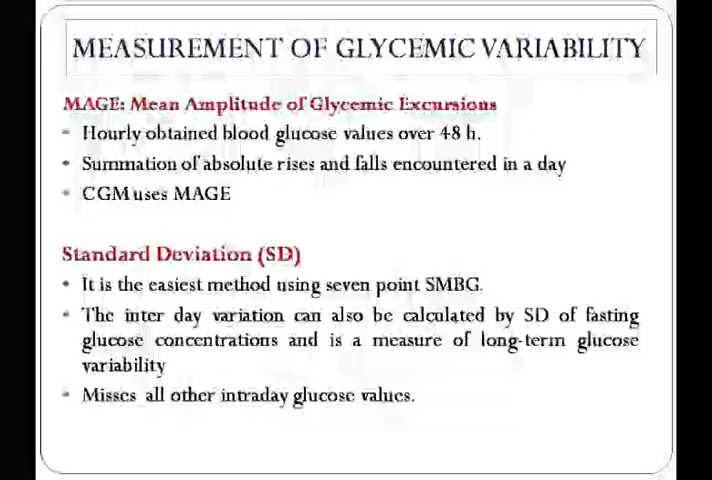 MEASUREMENT OF GLYCEMIC VARIABILITY
MAGE: Mean Amplitude of Glycemic Excursions
- Hourly obtained blood glucose values over 48 h.
- Summation of absolute rises and falls encountered in a day
- CGM uses MAGE
Standard Deviation (SD)
• It is the easiest method using seven point SMBG.
• The inter day variation can also be calculated by SD of fasting
glucose concentrations and is a measure of long-term glucose
variability
• Misses all other intraday glucose values.